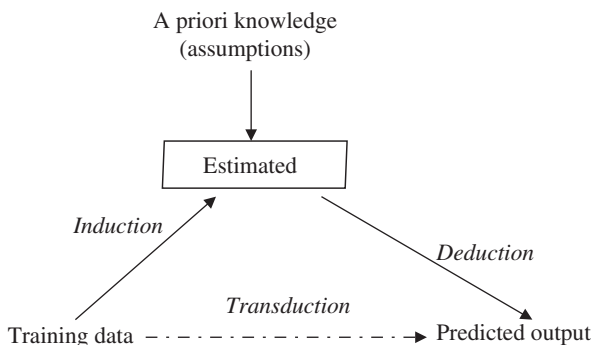 A priori knowledge
(assumptions)
Estimated
Induction
Deduction
Transduction
Training data
Predicted output